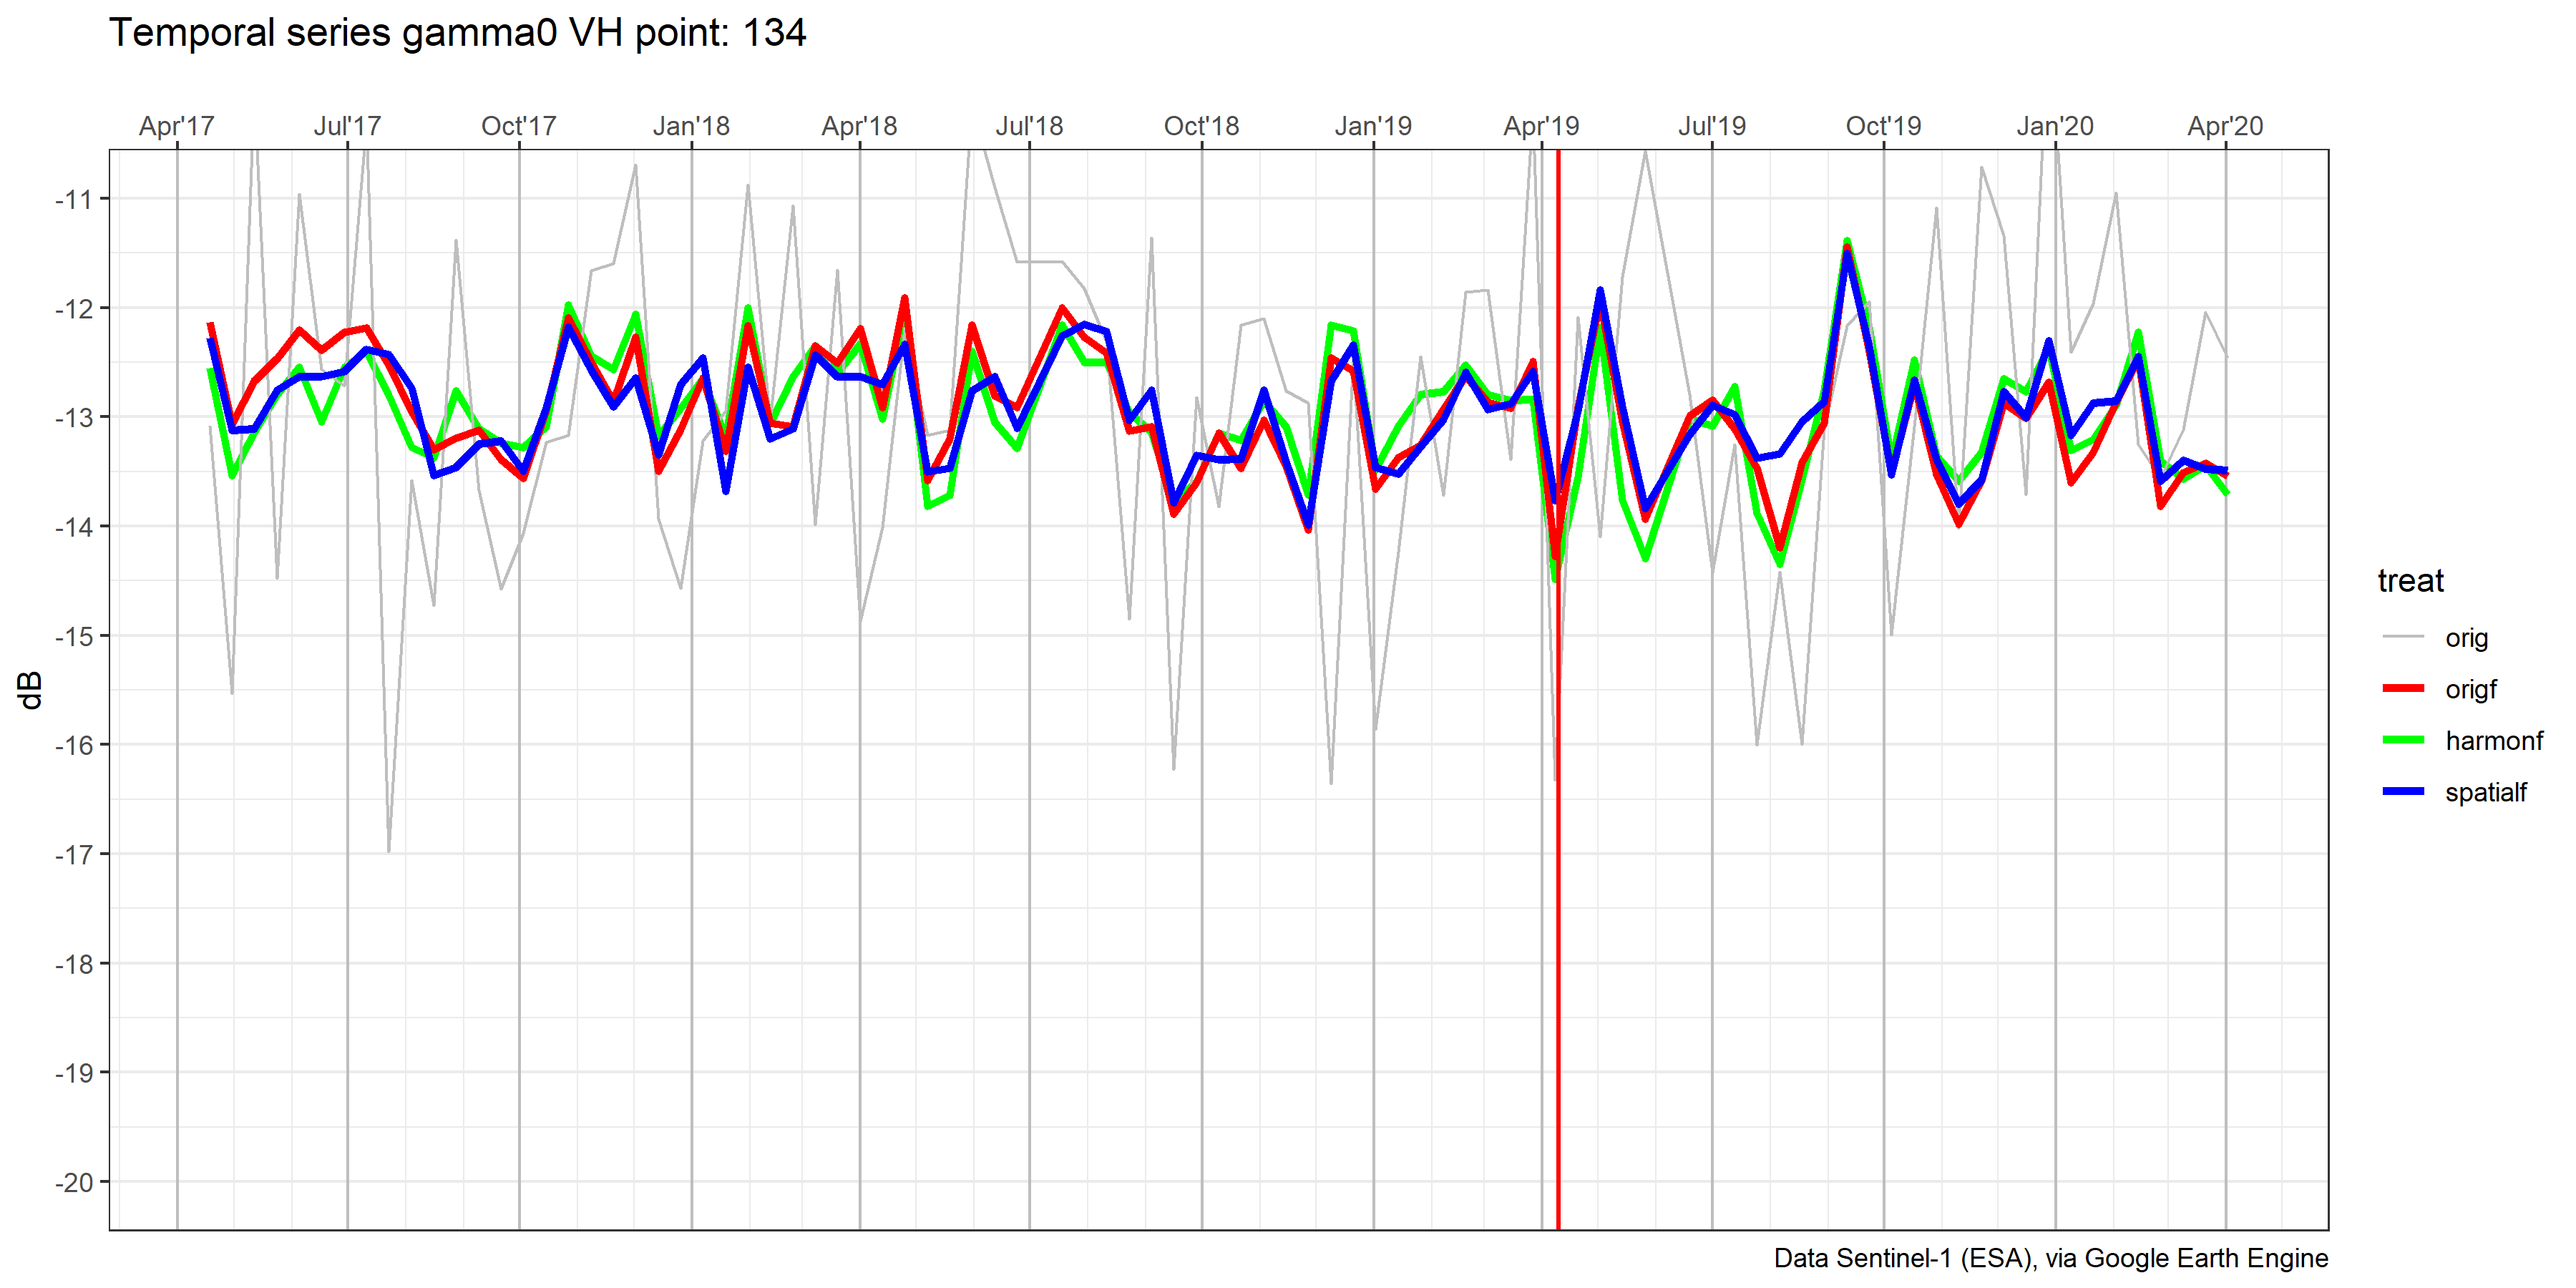 Temporal series gamma0 VH point: 134
Apr'17 Jul'17 Oct'17 Jan'18 Apr'18 Jul'18 Oct'18 Jan'19 Apr'19 Jul'19 Oct'19 Jan'20 Apr'20
-11
-12
-13
-14
-15
-16
-17
-18
-19
-20
dB
treat
orig
origf
harmonf
spatialf
Data Sentinel-1 (ESA), via Google Earth Engine